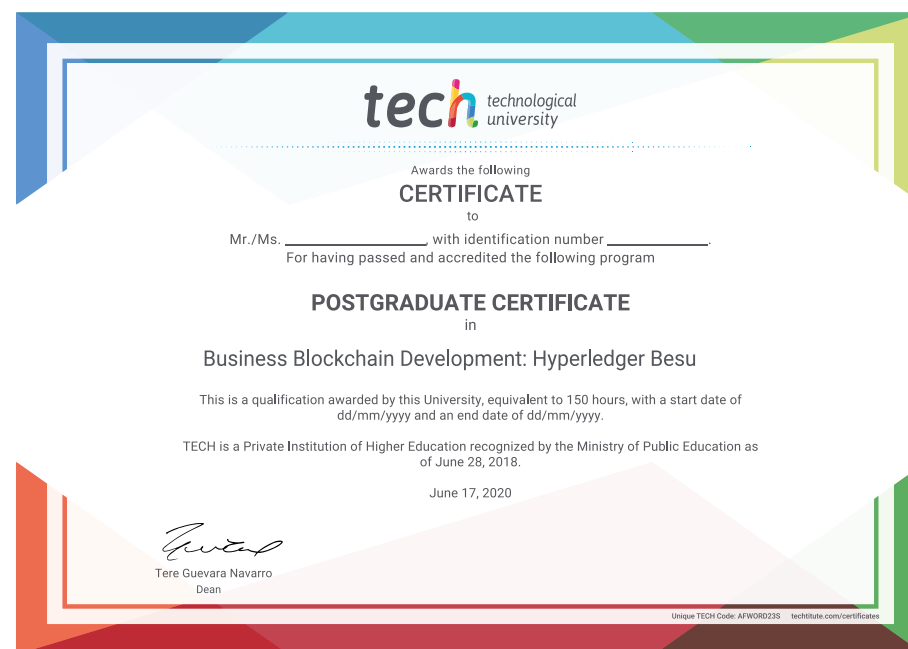 tech technological
university
Awards the following
CERTIFICATE
to
Mr./Ms. ____________________, with identification number ______________.
For having passed and accredited the following program
POSTGRADUATE CERTIFICATE
in
Business Blockchain Development: Hyperledger Besu
This is a qualification awarded by this University, equivalent to 150 hours, with a start date of
dd/mm/yyyy and an end date of dd/mm/yyyy.
TECH is a Private Institution of Higher Education recognized by the Ministry of Public Education as
of June 28, 2018.
June 17, 2020
Tere Guevara Navarro
Dean
Unique TECH Code: AFWORD23S techtitute.com/certificates